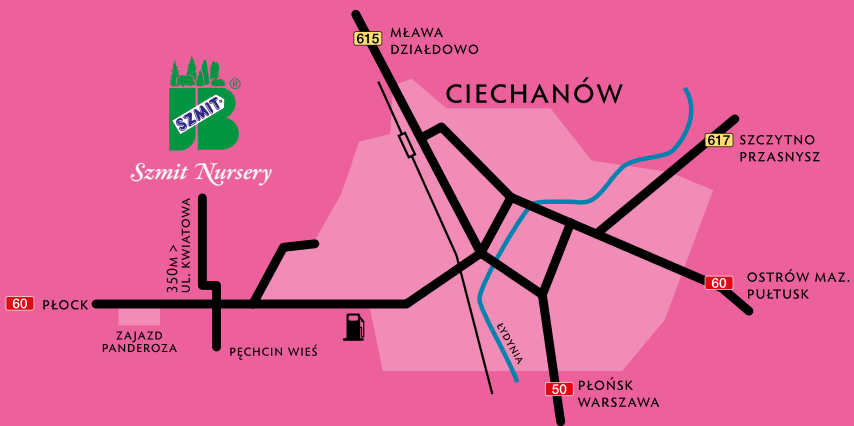 615
MŁAWA
DZIAŁDOWO
CIECHANÓW
SZMIT
B
®
Szmit Nursery
617
SZCZYTNO
PRZASNYSZ
350M >
UL. KWIATOWA
60
OSTRÓW MAZ.
PUŁTUSK
60
PŁOCK
ZAJAZD
PANDEROZA
PĘCHCIN WIEŚ
ŁYDYNIA
50
PŁOŃSK
WARSZAWA